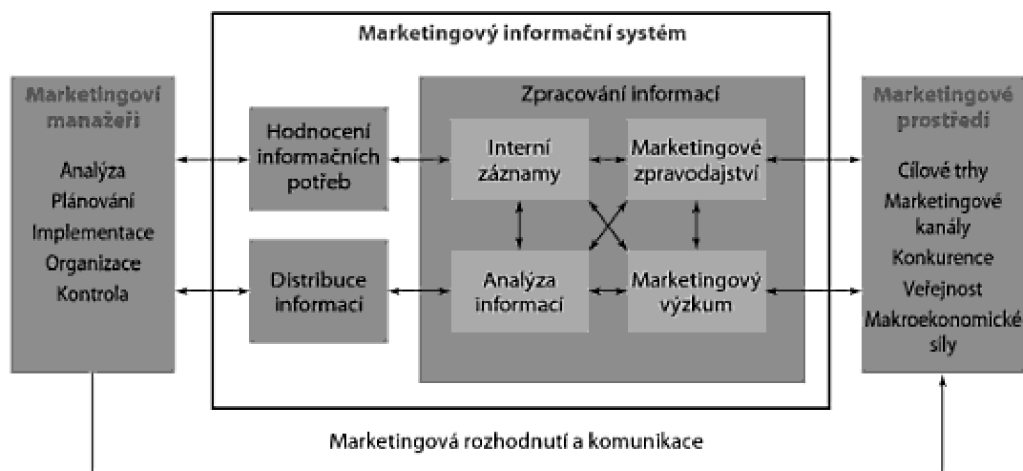 Marketingový informační systém
Marketingoví
manažeři
Analýza
Plánování
Implementace
Organizace
Kontrola
Hodnocení
informačních
potřeb
Distribuce
informací
Zpracování informací
Interní
záznamy
Marketingové
zpravodajství
Analýza
informací
Marketingový
výzkum
Marketingové
prostředí
Cílové trhy
Marketingové
kanály
Konkurence
Veřejnost
Makroekonomické
síly
Marketingová rozhodnutí a komunikace